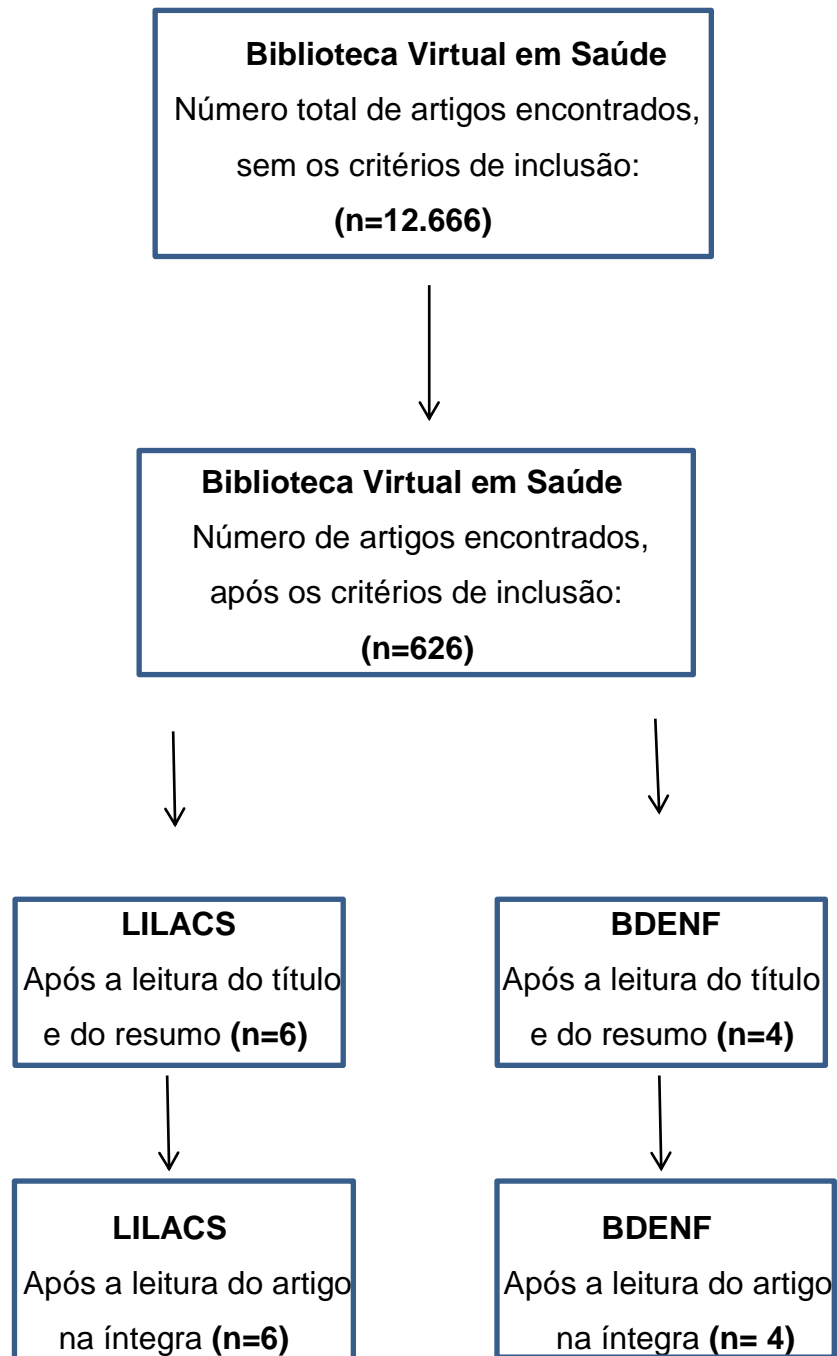 Biblioteca Virtual em Saúde
Número total de artigos encontrados,
sem os critérios de inclusão:
(n=12.666)
Biblioteca Virtual em Saúde
Número de artigos encontrados,
após os critérios de inclusão:
(n=626)
LILACS
Após a leitura do título
e do resumo (n=6)
BDENF
Após a leitura do título
e do resumo (n=4)
LILACS
Após a leitura do artigo
na íntegra (n=6)
BDENF
Após a leitura do artigo
na íntegra (n= 4)